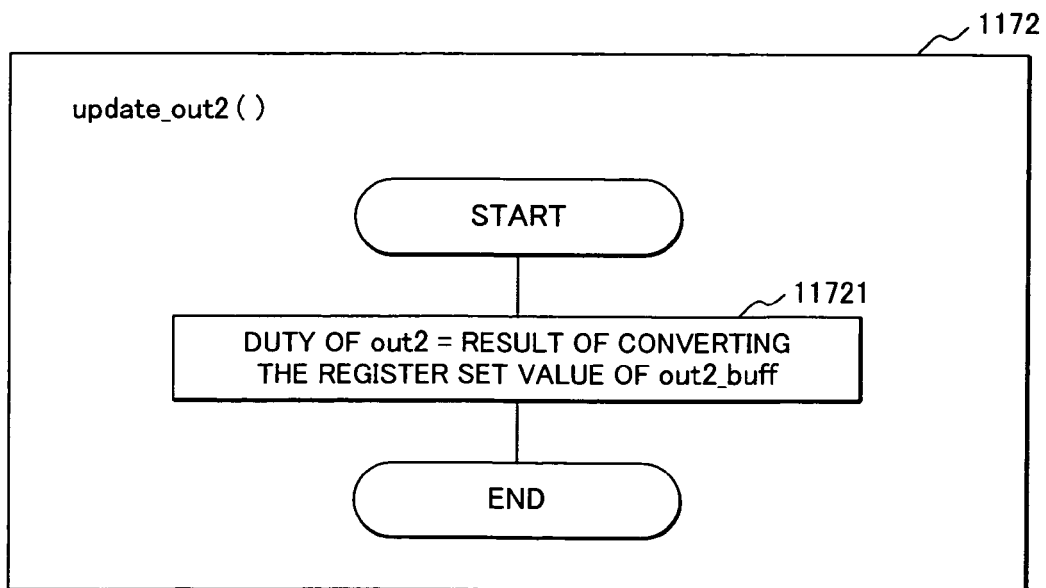 1172
update_out2 ( )
START
11721
DUTY OF out2 = RESULT OF CONVERTING
THE REGISTER SET VALUE OF out2_buff
END